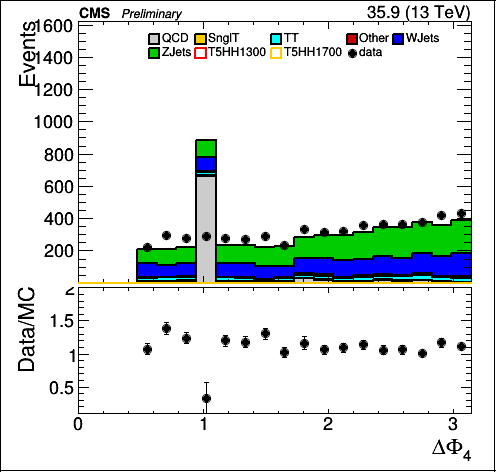 CMS Preliminary 35.9 (13 TeV)
Events
1600
1400
1200
1000
800
600
400
200
QCD SnglT TT Other WJets
ZJets T5HH1300 T5HH1700 data
Data/MC
2
1.5
1
0.5
0 1 2 3
ΔΦ4